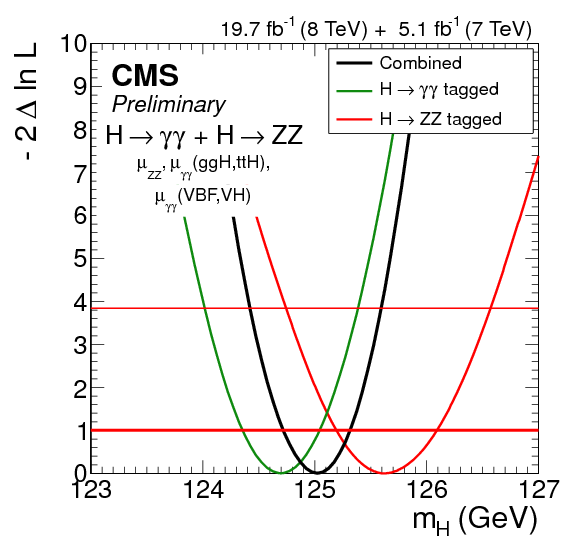 19.7 fb⁻¹ (8 TeV) + 5.1 fb⁻¹ (7 TeV)
- 2 Δ ln L
10
9
8
7
6
5
4
3
2
1
0
CMS
Preliminary
H → γγ + H → ZZ
μ_zz, μ_γγ(ggH,ttH),
μ_γγ(VBF,VH)
Combined
H → γγ tagged
H → ZZ tagged
123 124 125 126 127
m_H (GeV)